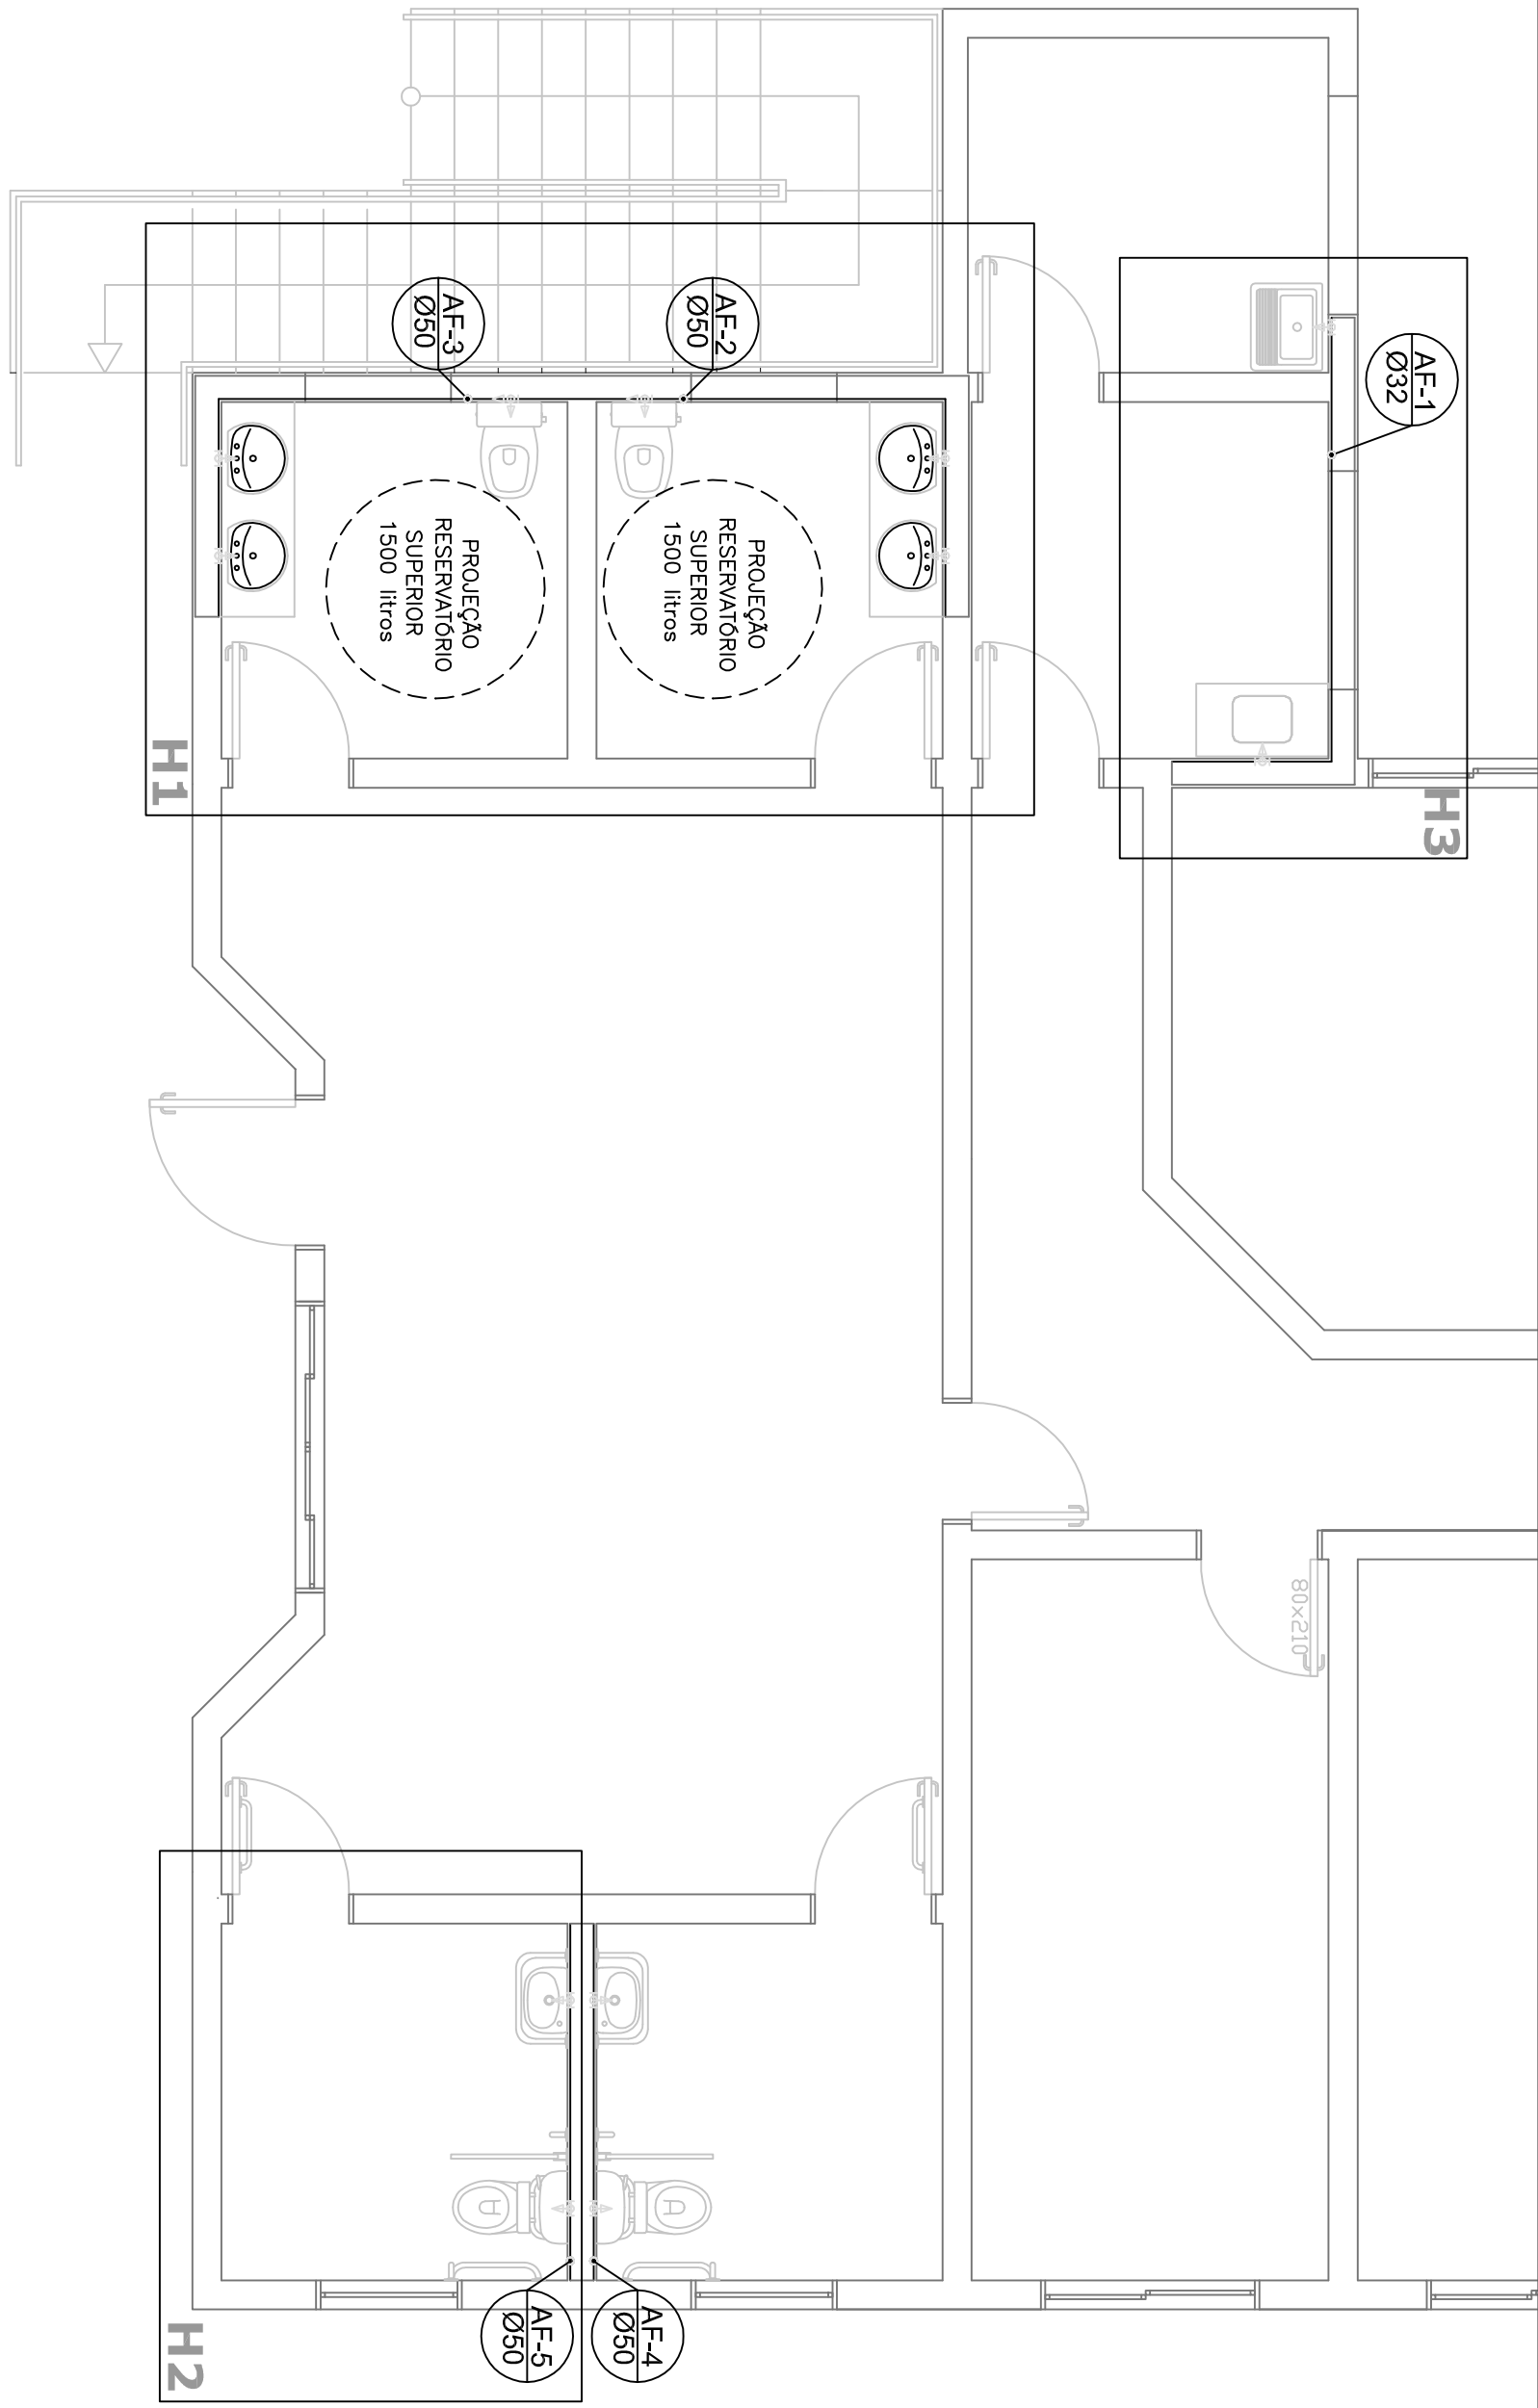 AF-3
Ø50
AF-2
Ø50
AF-1
Ø32
PROJEÇÃO
RESERVATÓRIO
SUPERIOR
1500 litros
PROJEÇÃO
RESERVATÓRIO
SUPERIOR
1500 litros
H1
H3
80x210
H2
AF-5
Ø50
AF-4
Ø50